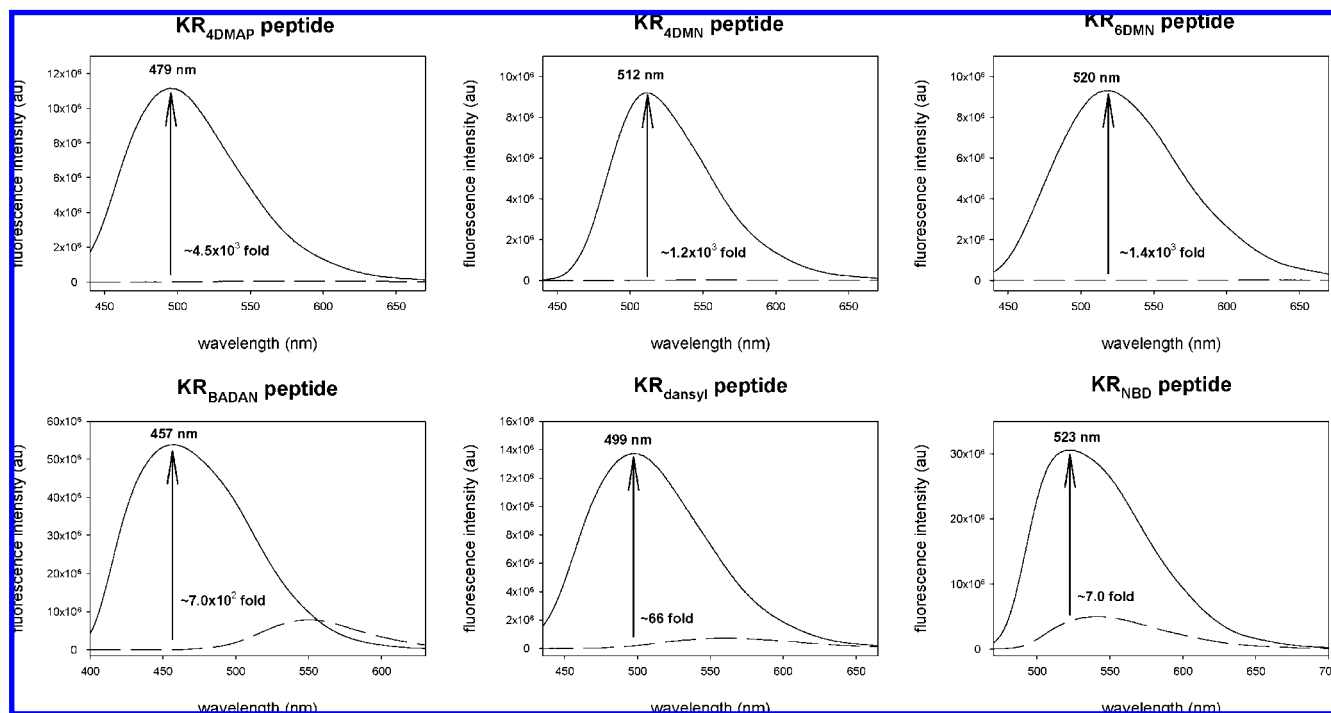 KR4DMAP peptide
479 nm
fluorescence intensity (au)
12x10⁶
10x10⁶
8x10⁶
6x10⁶
4x10⁶
2x10⁶
0
~4.5x10³ fold
450 500 550 600 650
wavelength (nm)
KR4DMN peptide
512 nm
fluorescence intensity (au)
10x10⁶
8x10⁶
6x10⁶
4x10⁶
2x10⁶
0
~1.2x10³ fold
450 500 550 600 650
wavelength (nm)
KR6DMN peptide
520 nm
fluorescence intensity (au)
10x10⁶
8x10⁶
6x10⁶
4x10⁶
2x10⁶
0
~1.4x10³ fold
450 500 550 600 650
wavelength (nm)
KRBADAN peptide
457 nm
fluorescence intensity (au)
60x10⁶
50x10⁶
40x10⁶
30x10⁶
20x10⁶
10x10⁶
0
~7.0x10² fold
400 450 500 550 600
wavelength (nm)
KRdansyl peptide
499 nm
fluorescence intensity (au)
16x10⁶
14x10⁶
12x10⁶
10x10⁶
8x10⁶
6x10⁶
4x10⁶
2x10⁶
0
~66 fold
450 500 550 600 650
wavelength (nm)
KRNBD peptide
523 nm
fluorescence intensity (au)
30x10⁶
20x10⁶
10x10⁶
0
~7.0 fold
500 550 600 650
wavelength (nm)